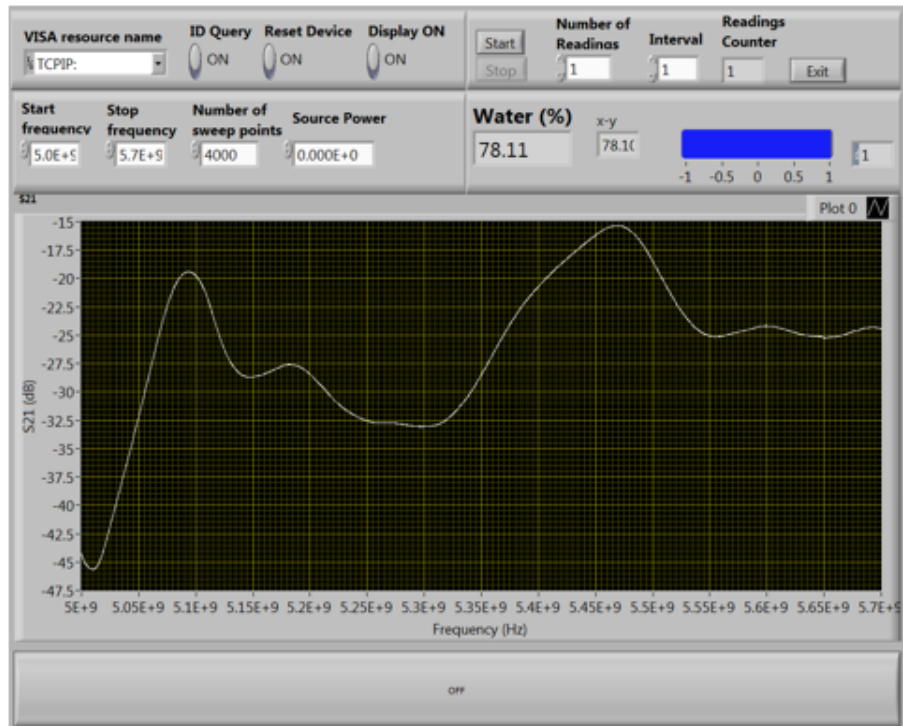 VISA resource name
TCPIP:
ID Query
ON
Reset Device
ON
Display ON
ON
Start
Stop
Number of
Readings
1
Interval
1
Readings
Counter
1
Exit
Start
frequency
5.0E+9
Stop
frequency
5.7E+9
Number of
sweep points
4000
Source Power
0.000E+0
Water (%)
78.11
x-y
78.10
-1 -0.5 0 0.5 1
1
S21
Plot 0
-15
-17.5
-20
-22.5
-25
-27.5
-30
-32.5
-35
-37.5
-40
-42.5
-45
-47.5
S21 (dB)
5E+9 5.05E+9 5.1E+9 5.15E+9 5.2E+9 5.25E+9 5.3E+9 5.35E+9 5.4E+9 5.45E+9 5.5E+9 5.55E+9 5.6E+9 5.65E+9 5.7E+9
Frequency (Hz)
OFF